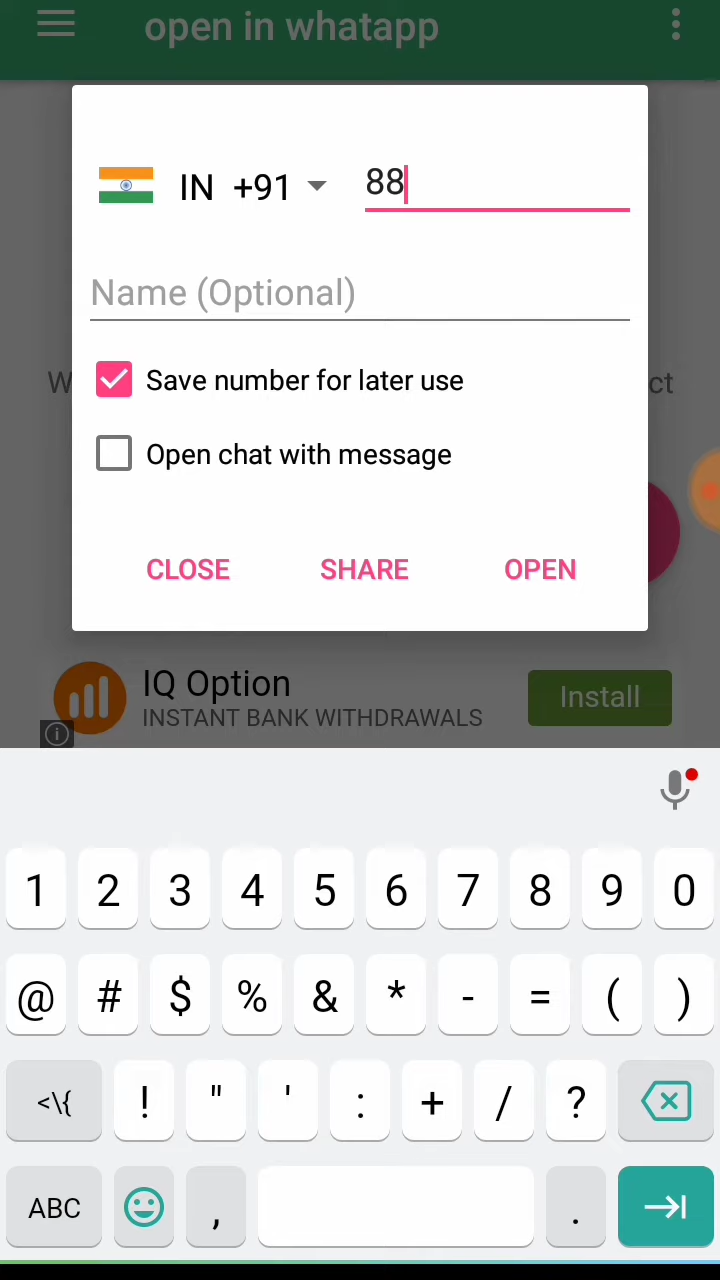 open in whatapp
IN +91 88
Name (Optional)
W ct
Save number for later use
Open chat with message
CLOSE SHARE OPEN
IQ Option
INSTANT BANK WITHDRAWALS
Install
1 2 3 4 5 6 7 8 9 0
@ # $ % & * - = ( )
<\{ ! " ' : + / ?
ABC , .